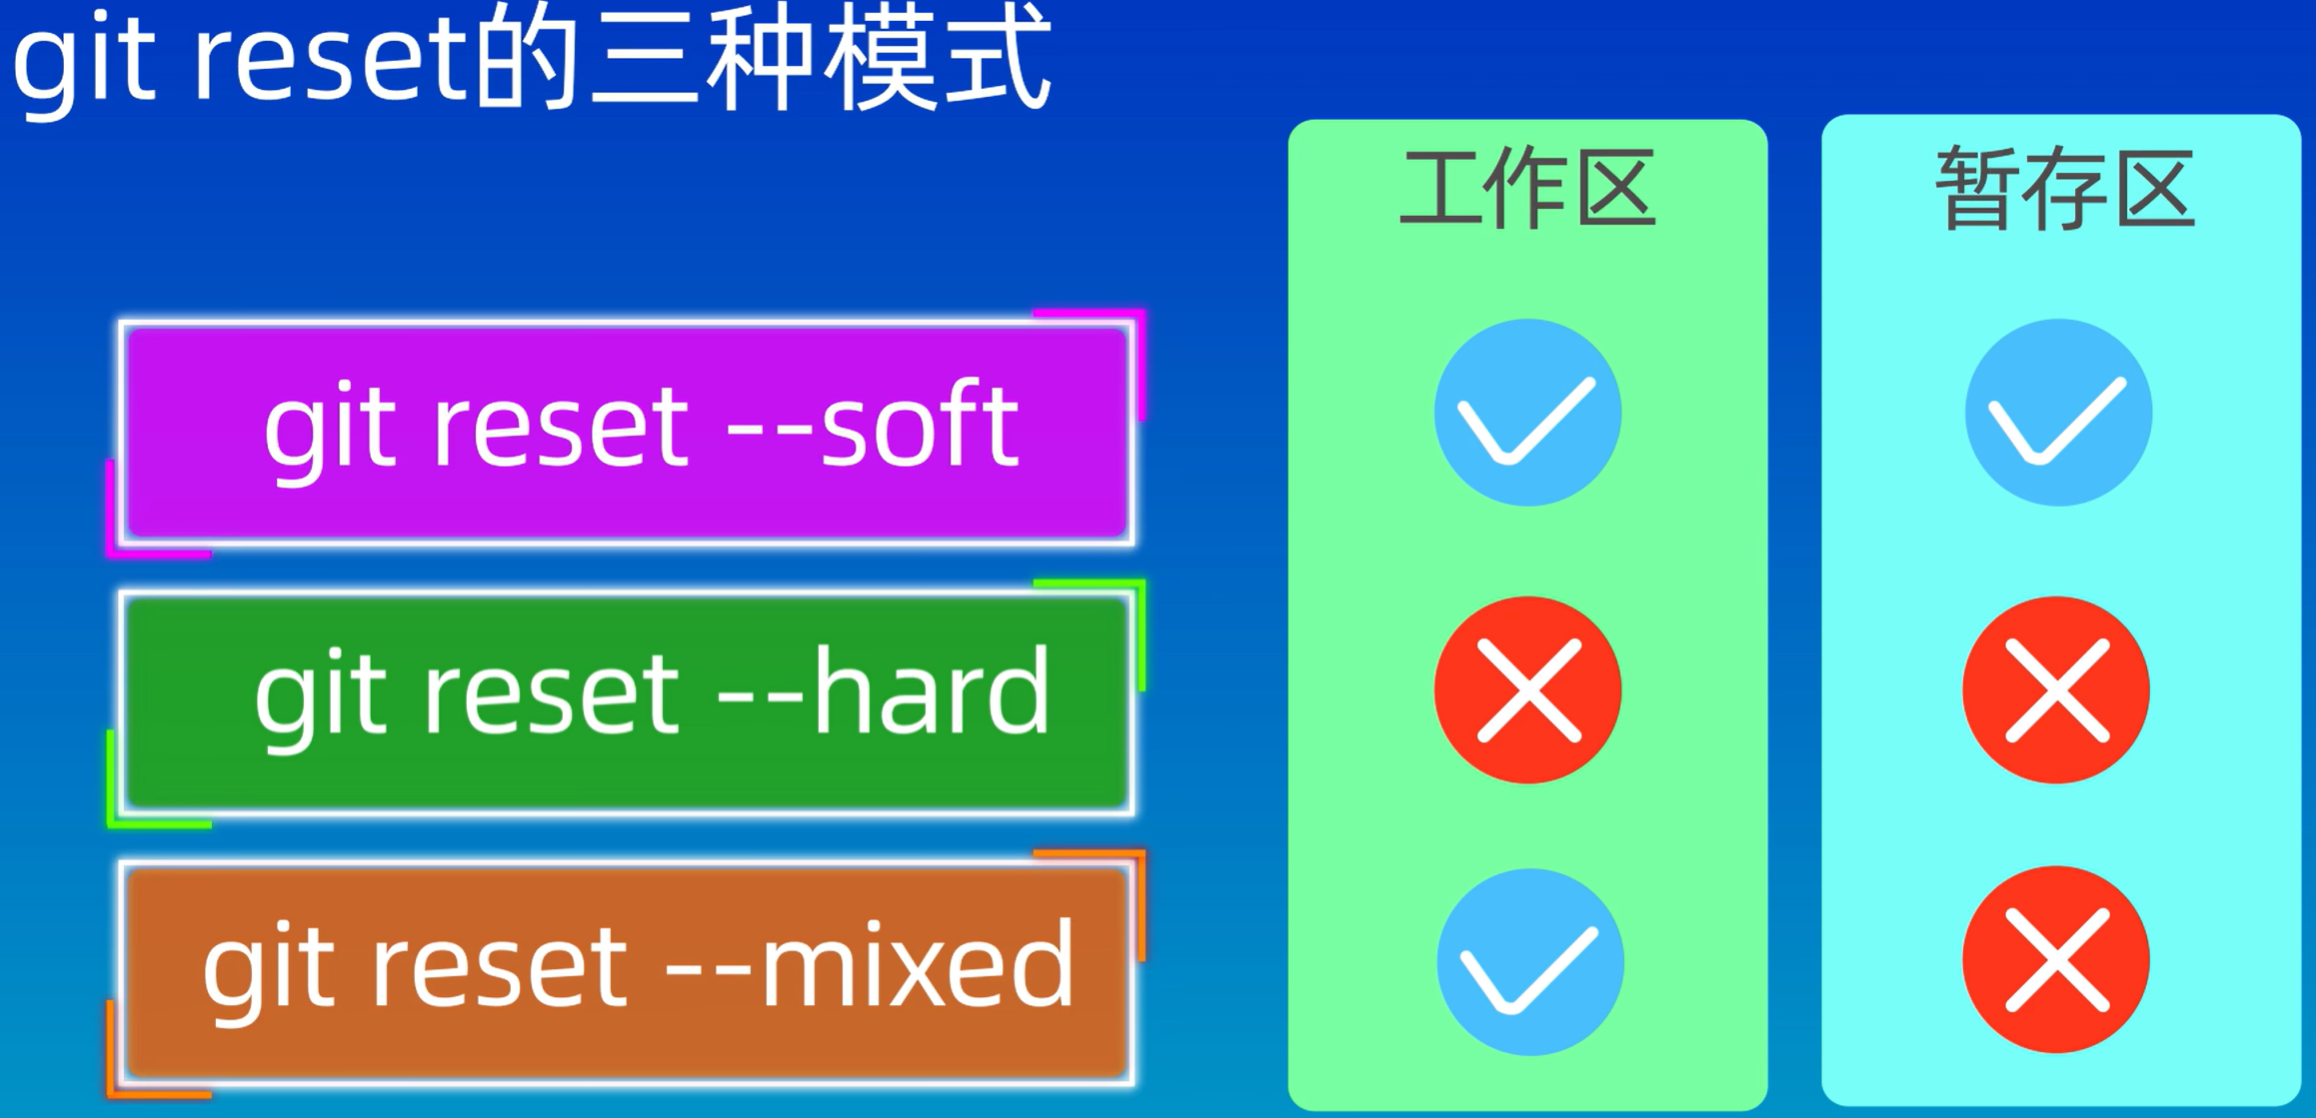 git reset的三种模式
工作区
暂存区
git reset --soft
git reset --hard
git reset --mixed